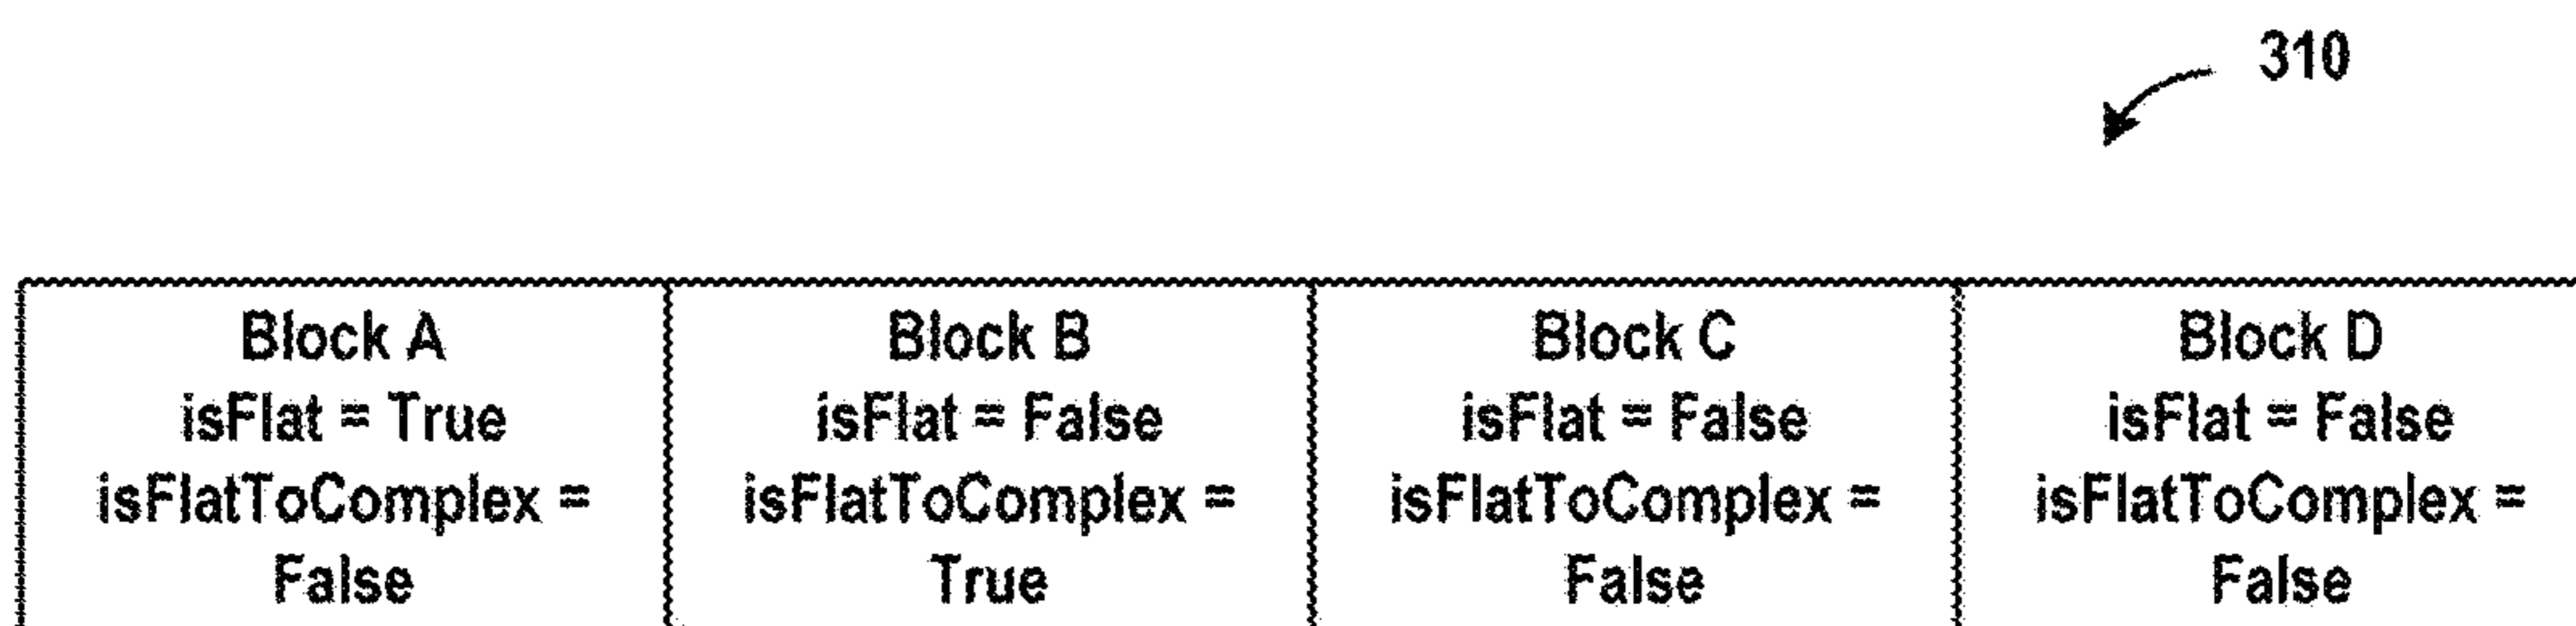 310
Block A
isFlat = True
isFlatToComplex =
False
Block B
isFlat = False
isFlatToComplex =
True
Block C
isFlat = False
isFlatToComplex =
False
Block D
isFlat = False
isFlatToComplex =
False